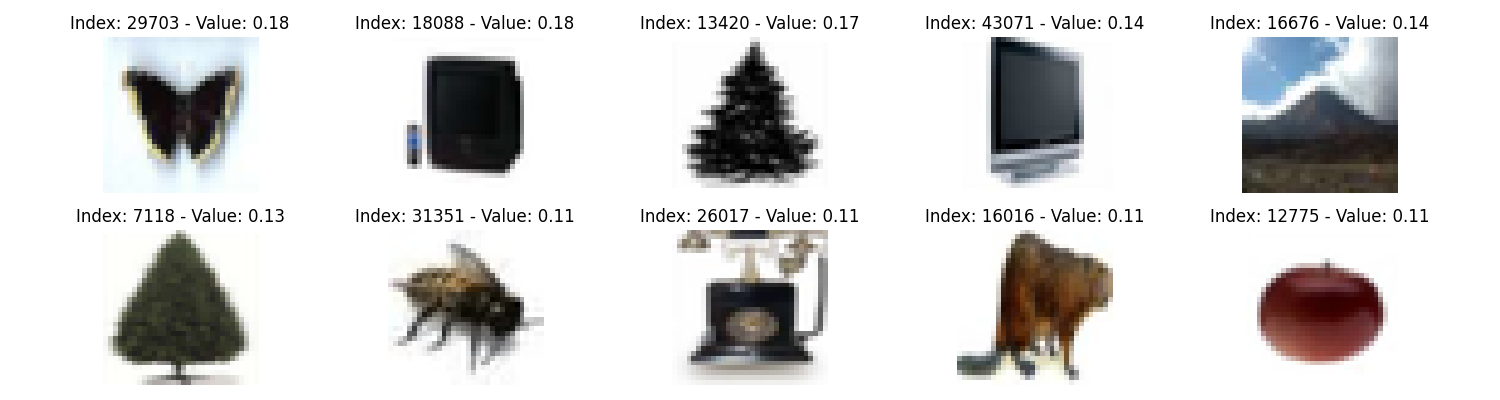 Index: 29703 - Value: 0.18
Index: 18088 - Value: 0.18
Index: 13420 - Value: 0.17
Index: 43071 - Value: 0.14
Index: 16676 - Value: 0.14
Index: 7118 - Value: 0.13
Index: 31351 - Value: 0.11
Index: 26017 - Value: 0.11
Index: 16016 - Value: 0.11
Index: 12775 - Value: 0.11